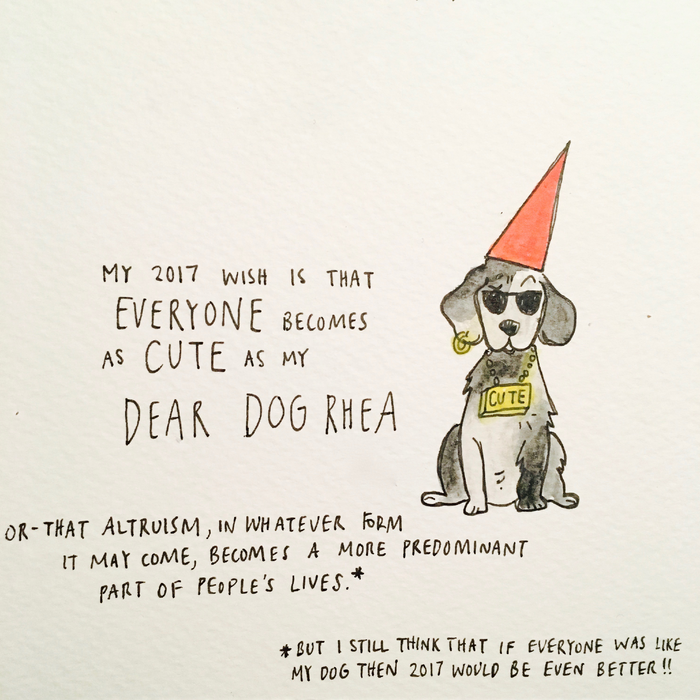 MY 2017 WISH IS THAT
EVERYONE BECOMES
AS CUTE AS MY
DEAR DOG RHEA
CUTE
OR-THAT ALTRUISM, IN WHATEVER FORM
IT MAY COME, BECOMES A MORE PREDOMINANT
PART OF PEOPLE'S LIVES.*
*BUT I STILL THINK THAT IF EVERYONE WAS LIKE
MY DOG THEN 2017 WOULD BE EVEN BETTER!!